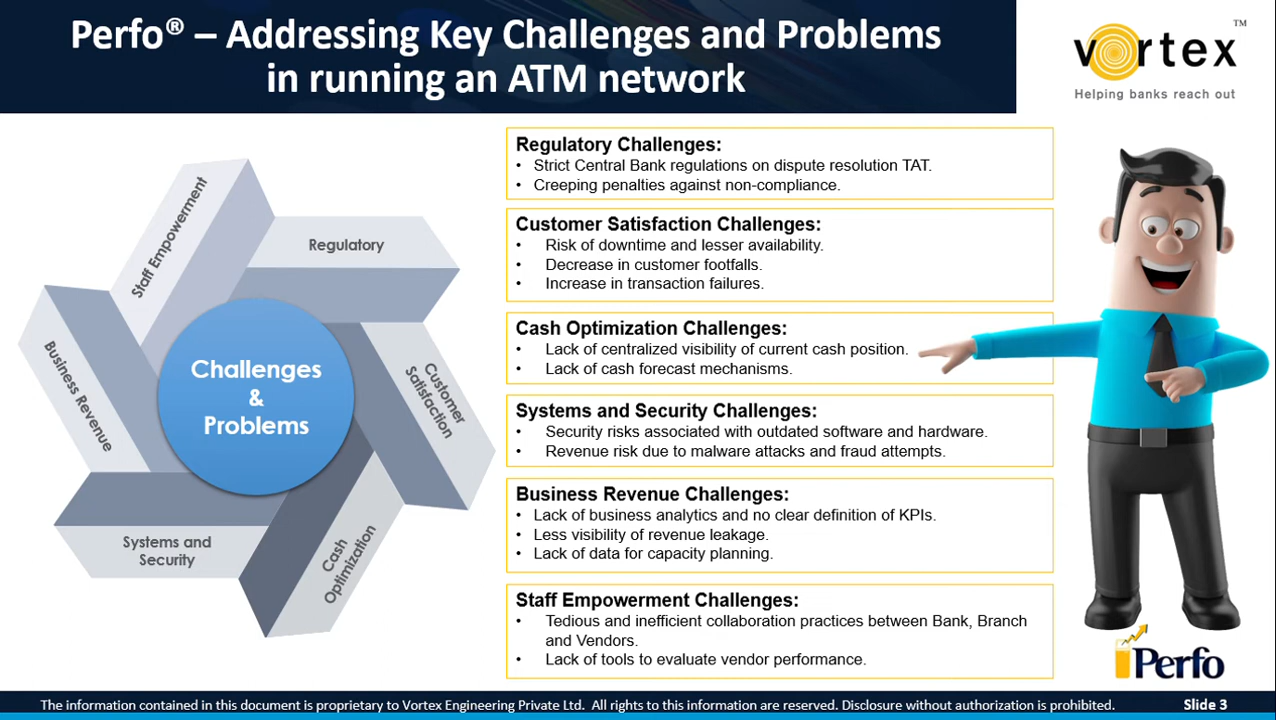 Perfo® – Addressing Key Challenges and Problems
in running an ATM network
vortex
TM
Helping banks reach out
Staff Empowerment
Regulatory
Customer
Satisfaction
Cash
Optimization
Systems and
Security
Business Revenue
Challenges
&
Problems
Regulatory Challenges:
• Strict Central Bank regulations on dispute resolution TAT.
• Creeping penalties against non-compliance.
Customer Satisfaction Challenges:
• Risk of downtime and lesser availability.
• Decrease in customer footfalls.
• Increase in transaction failures.
Cash Optimization Challenges:
• Lack of centralized visibility of current cash position.
• Lack of cash forecast mechanisms.
Systems and Security Challenges:
• Security risks associated with outdated software and hardware.
• Revenue risk due to malware attacks and fraud attempts.
Business Revenue Challenges:
• Lack of business analytics and no clear definition of KPIs.
• Less visibility of revenue leakage.
• Lack of data for capacity planning.
Staff Empowerment Challenges:
• Tedious and inefficient collaboration practices between Bank, Branch
and Vendors.
• Lack of tools to evaluate vendor performance.
Perfo
The information contained in this document is proprietary to Vortex Engineering Private Ltd. All rights to this information are reserved. Disclosure without authorization is prohibited.
Slide 3